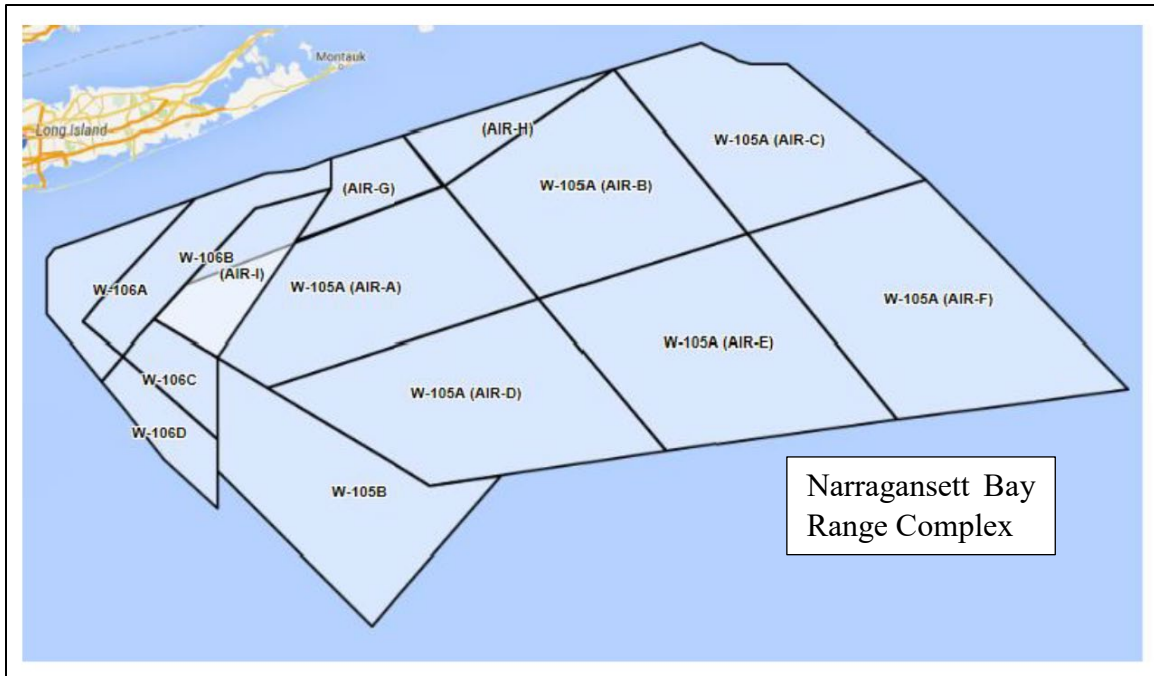 Montauk
Long Island
(AIR-H)
W-105A (AIR-C)
(AIR-G)
W-105A (AIR-B)
W-106B
(AIR-I)
W-106A
W-105A (AIR-A)
W-105A (AIR-F)
W-105A (AIR-E)
W-106C
W-105A (AIR-D)
W-106D
W-105B
Narragansett Bay
Range Complex